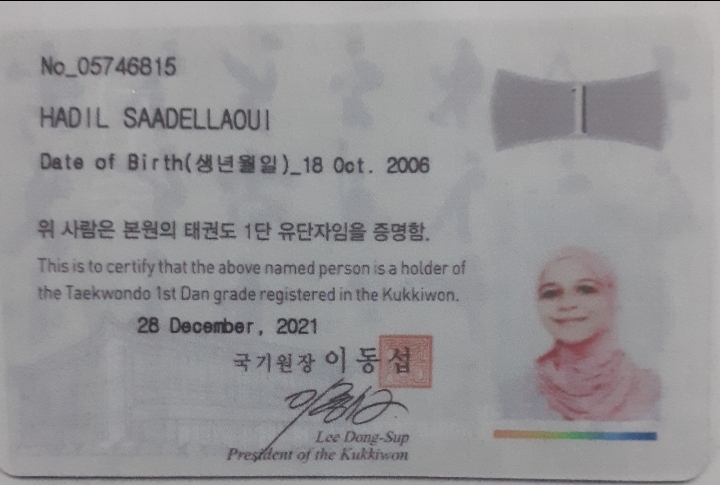 No_05746815
1
HADIL SAADELLAOUI
Date of Birth(생년월일)_18 Oct. 2006
위 사람은 본원의 태권도 1단 유단자임을 증명함.
This is to certify that the above named person is a holder of
the Taekwondo 1st Dan grade registered in the Kukkiwon.
28 December, 2021
국기원장 이동섭
Lee Dong-Sup
President of the Kukkiwon